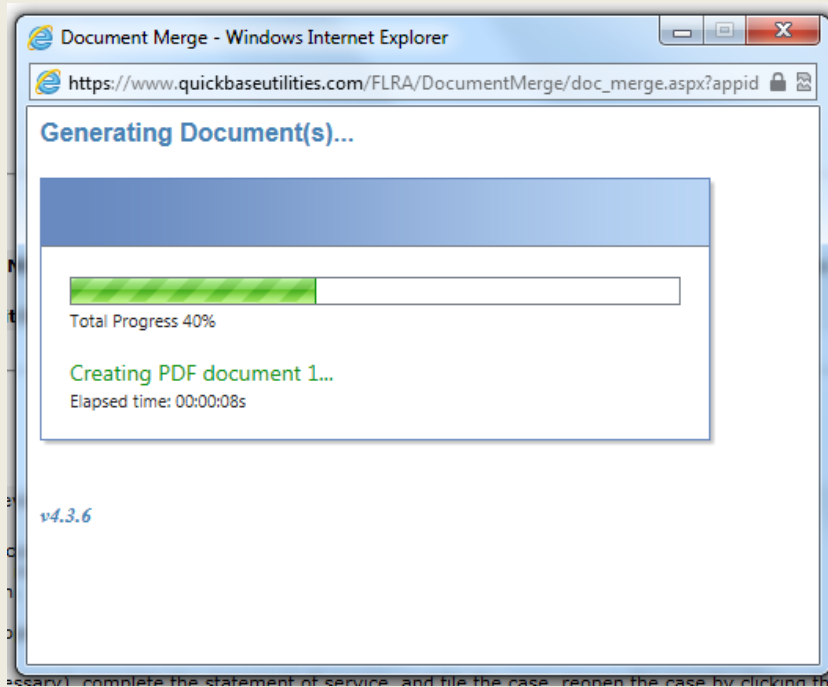 Document Merge - Windows Internet Explorer
https://www.quickbaseutilities.com/FLRA/DocumentMerge/doc_merge.aspx?appid
Generating Document(s)...
Total Progress 40%
Creating PDF document 1...
Elapsed time: 00:00:08s
v4.3.6
complete the statement of service, and file the case, reopen the case by clicking